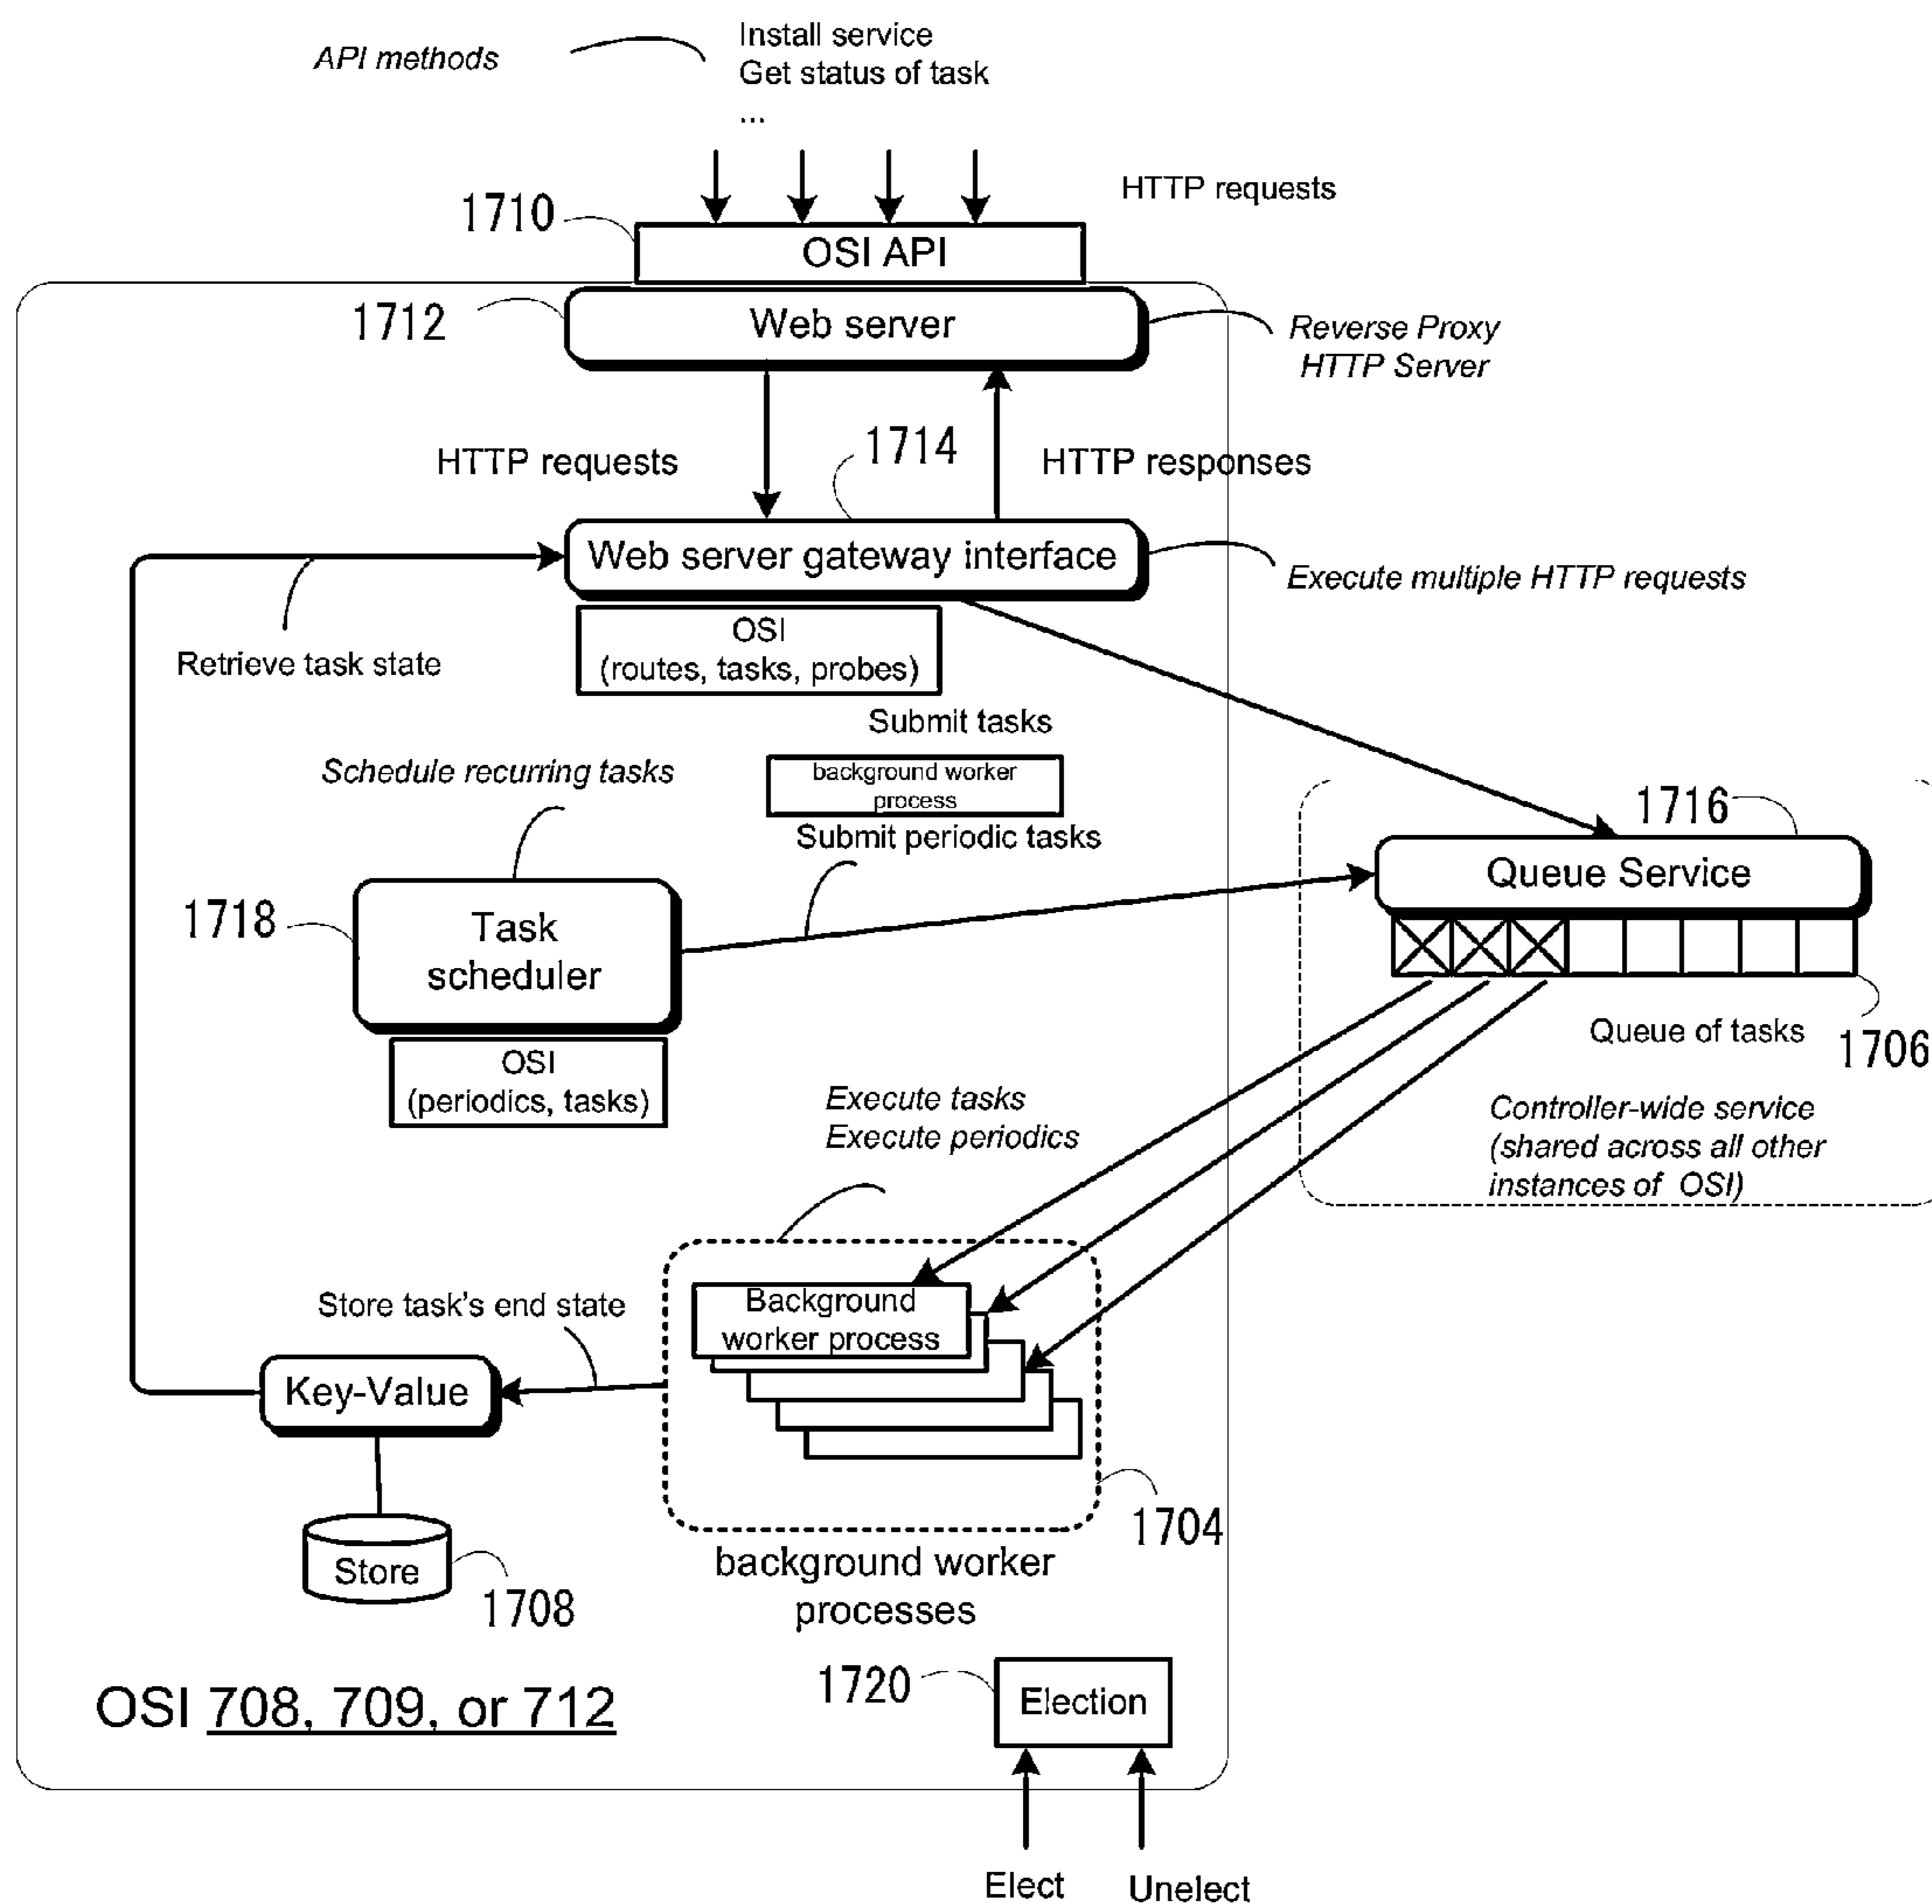 API methods
Install service
Get status of task
...
HTTP requests
1710
OSI API
1712
Web server
Reverse Proxy
HTTP Server
HTTP requests
1714
HTTP responses
Web server gateway interface
Execute multiple HTTP requests
OSI
(routes, tasks, probes)
Retrieve task state
Submit tasks
Schedule recurring tasks
background worker
process
Submit periodic tasks
1716
Queue Service
1718
Task
scheduler
Queue of tasks
1706
OSI
(periodics, tasks)
Execute tasks
Execute periodics
Controller-wide service
(shared across all other
instances of OSI)
Store task's end state
Background
worker process
Key-Value
1704
Store
1708
background worker
processes
1720
Election
OSI 708, 709, or 712
Elect
Unelect